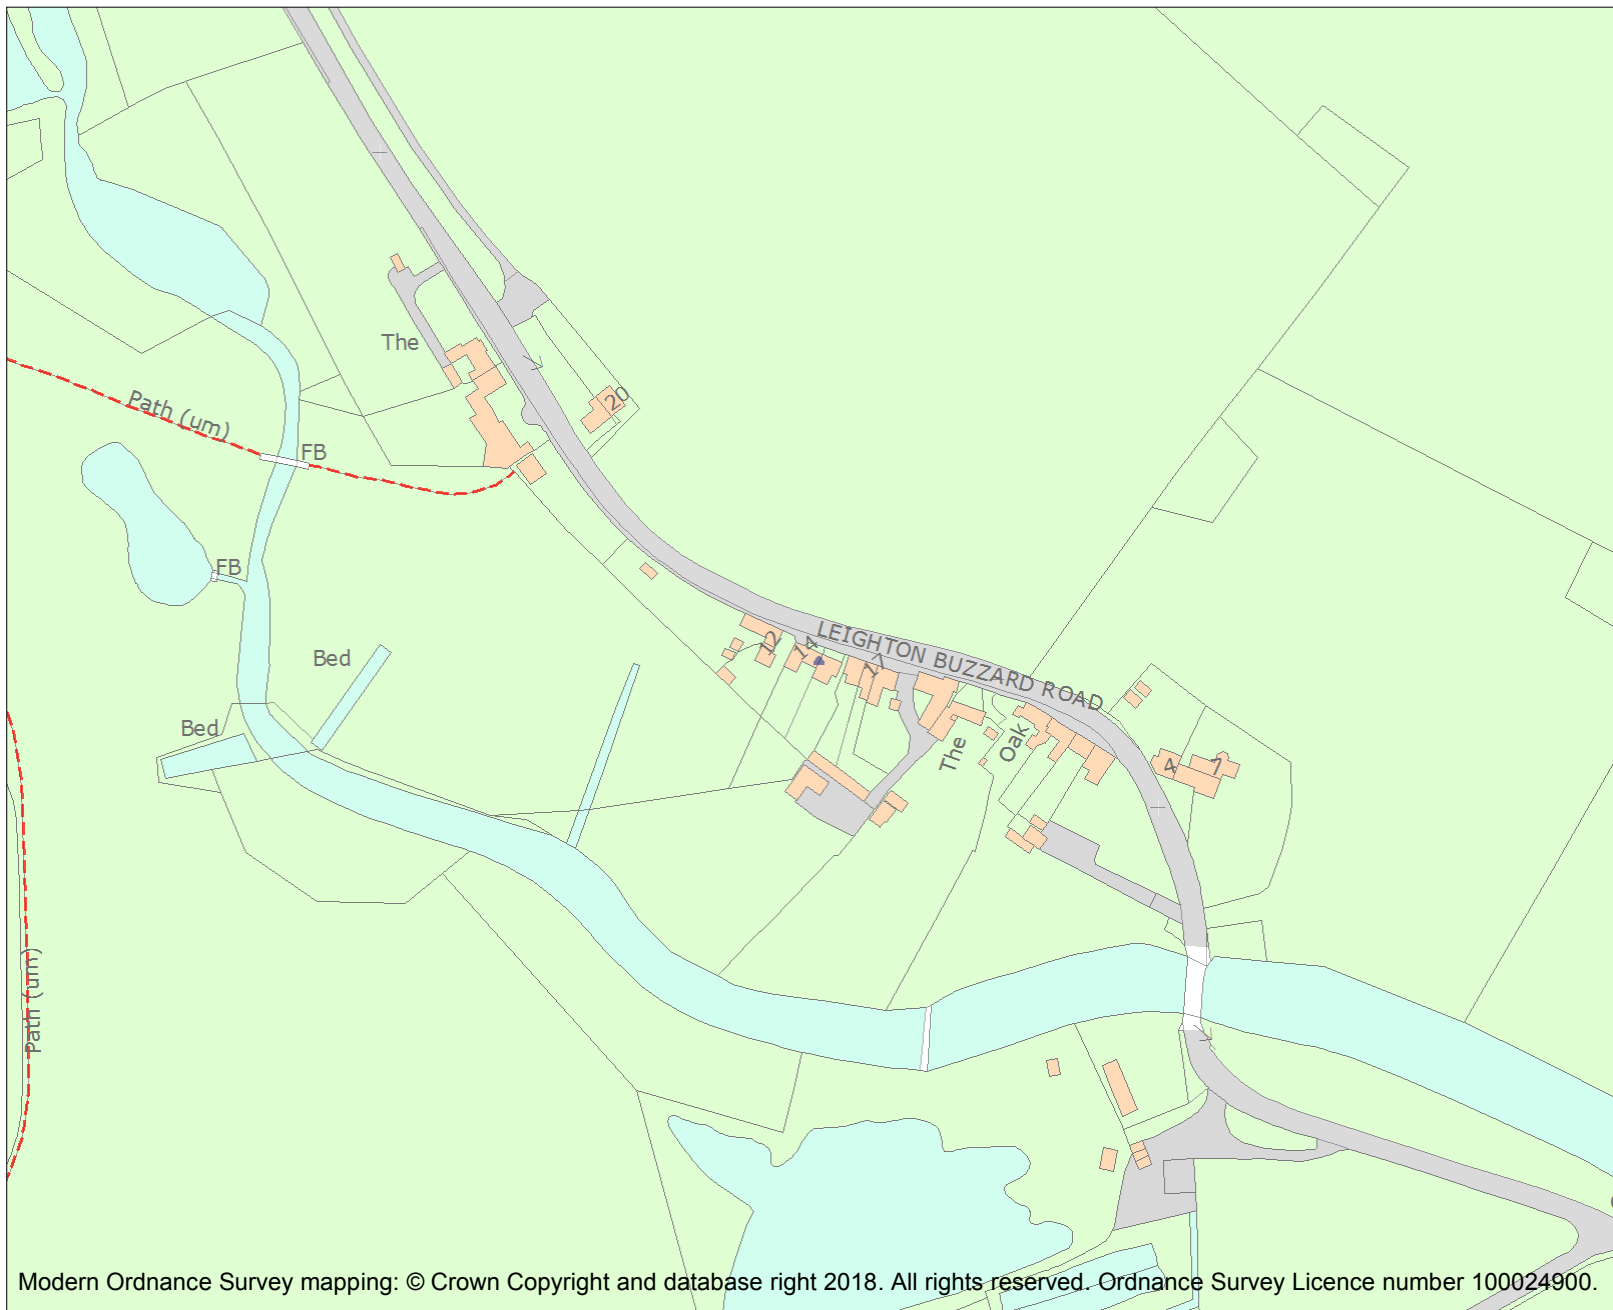 The
20
Path (um)
FB
FB
LEIGHTON BUZZARD ROAD
12
14
17
Bed
Bed
The
Oak
4
7
Path (um)
Modern Ordnance Survey mapping: © Crown Copyright and database right 2018. All rights reserved. Ordnance Survey Licence number 100024900.